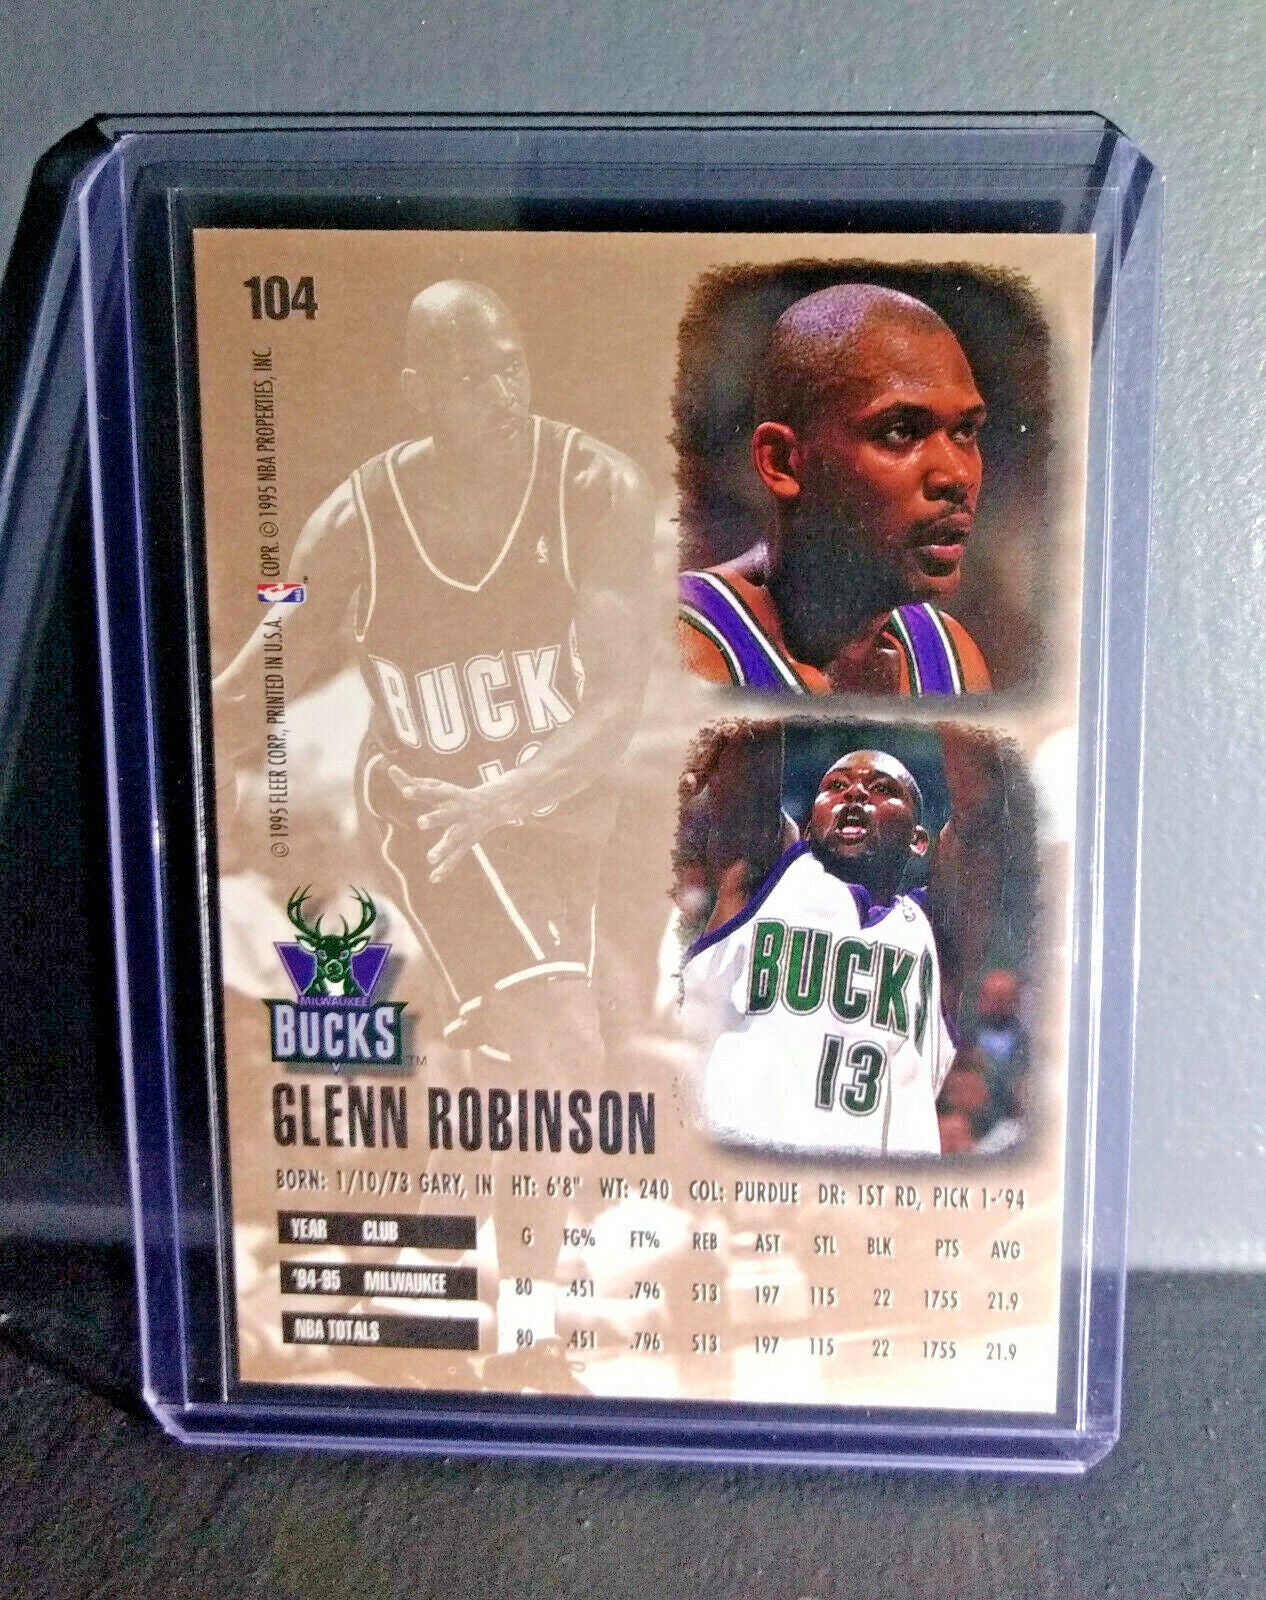 104
© 1995 FLEER CORP., PRINTED IN U.S.A. NBA ™ COPR. © 1995 NBA PROPERTIES, INC.
BUCKS
BUCKS
13
MILWAUKEE
BUCKS ™
GLENN ROBINSON
BORN: 1/10/73 GARY, IN HT: 6'8" WT: 240 COL: PURDUE DR: 1ST RD, PICK 1-'94
YEAR CLUB G FG% FT% REB AST STL BLK PTS AVG
'94-95 MILWAUKEE 80 .451 .796 513 197 115 22 1755 21.9
NBA TOTALS 80 .451 .796 513 197 115 22 1755 21.9